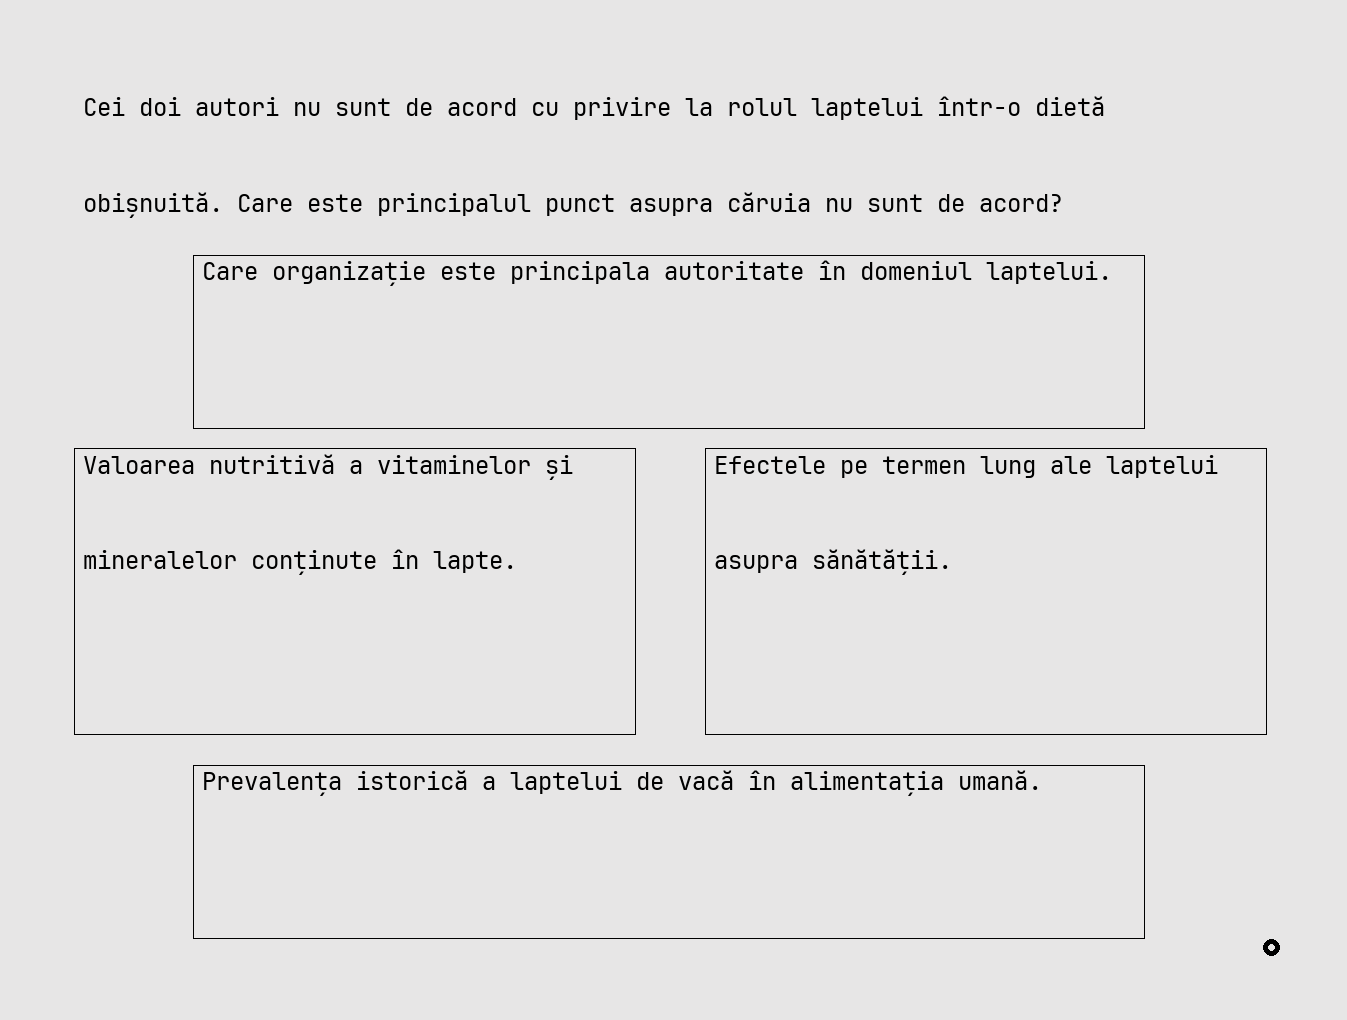 Cei doi autori nu sunt de acord cu privire la rolul laptelui într-o dietă
obișnuită. Care este principalul punct asupra căruia nu sunt de acord?
Care organizație este principala autoritate în domeniul laptelui.
Valoarea nutritivă a vitaminelor și
mineralelor conținute în lapte.
Efectele pe termen lung ale laptelui
asupra sănătății.
Prevalența istorică a laptelui de vacă în alimentația umană.